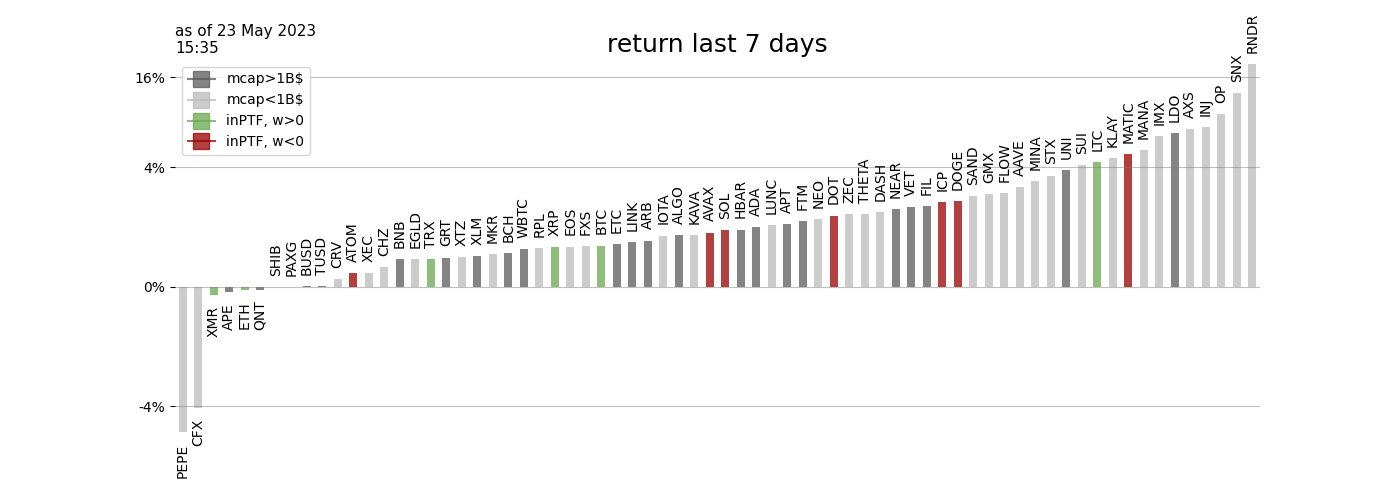 as of 23 May 2023
15:35
return last 7 days
mcap>1B$
mcap<1B$
inPTF, w>0
inPTF, w<0
16%
4%
0%
-4%
PEPE
CFX
XMR
APE
ETH
QNT
SHIB
PAXG
BUSD
TUSD
CRV
ATOM
XEC
CHZ
BNB
EGLD
TRX
GRT
XTZ
XLM
MKR
BCH
WBTC
RPL
XRP
EOS
FXS
BTC
ETC
LINK
ARB
IOTA
ALGO
KAVA
AVAX
SOL
HBAR
ADA
LUNC
APT
FTM
NEO
DOT
ZEC
THETA
DASH
NEAR
VET
FIL
ICP
DOGE
SAND
GMX
FLOW
AAVE
MINA
STX
UNI
SUI
LTC
KLAY
MATIC
MANA
IMX
LDO
AXS
INJ
OP
SNX
RNDR